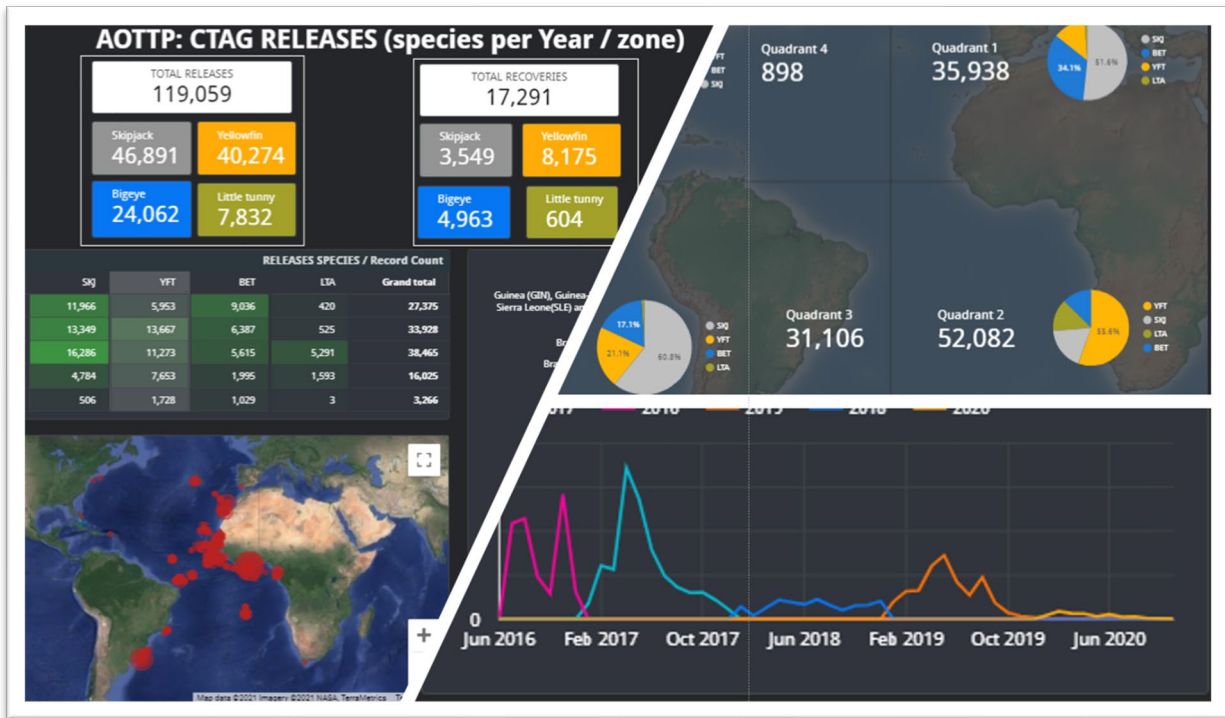 AOTTP: CTAG RELEASES (species per Year / zone)
TOTAL RELEASES
119,059
Skipjack
46,891
Yellowfin
40,274
Bigeye
24,062
Little tunny
7,832
TOTAL RECOVERIES
17,291
Skipjack
3,549
Yellowfin
8,175
Bigeye
4,963
Little tunny
604
RELEASES SPECIES / Record Count
SKJ YFT BET LTA Grand total
11,966 5,953 9,036 420 27,375
13,349 13,667 6,387 525 33,928
16,286 11,273 5,615 5,291 38,465
4,784 7,653 1,995 1,593 16,025
506 1,728 1,029 3 3,266
Guinea (GIN), Guinea-
Sierra Leone(SLE) an
Br
Bra
Map data ©2021 Imagery ©2021 NASA, TerraMetrics
YFT
BET
SKJ
Quadrant 4
898
Quadrant 1
35,938
34.1%
51.6%
SKJ
BET
YFT
LTA
17.1%
21.1%
60.8%
SKJ
YFT
BET
LTA
Quadrant 3
31,106
Quadrant 2
52,082
55.6%
YFT
SKJ
LTA
BET
2017 2016 2019 2018 2020
0
Jun 2016 Feb 2017 Oct 2017 Jun 2018 Feb 2019 Oct 2019 Jun 2020